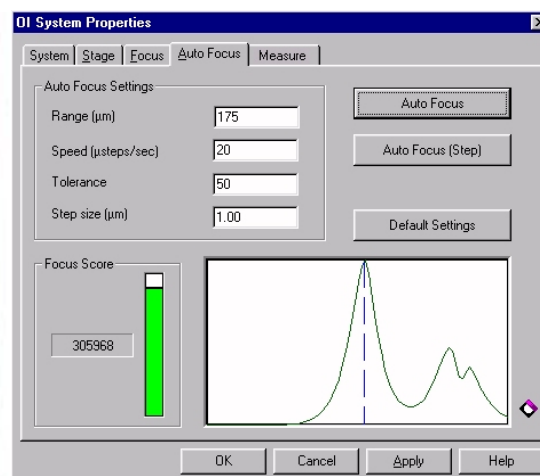 OI System Properties
System Stage Focus Auto Focus Measure
Auto Focus Settings
Range (µm) 175
Speed (µsteps/sec) 20
Tolerance 50
Step size (µm) 1.00
Auto Focus
Auto Focus (Step)
Default Settings
Focus Score
305968
OK Cancel Apply Help